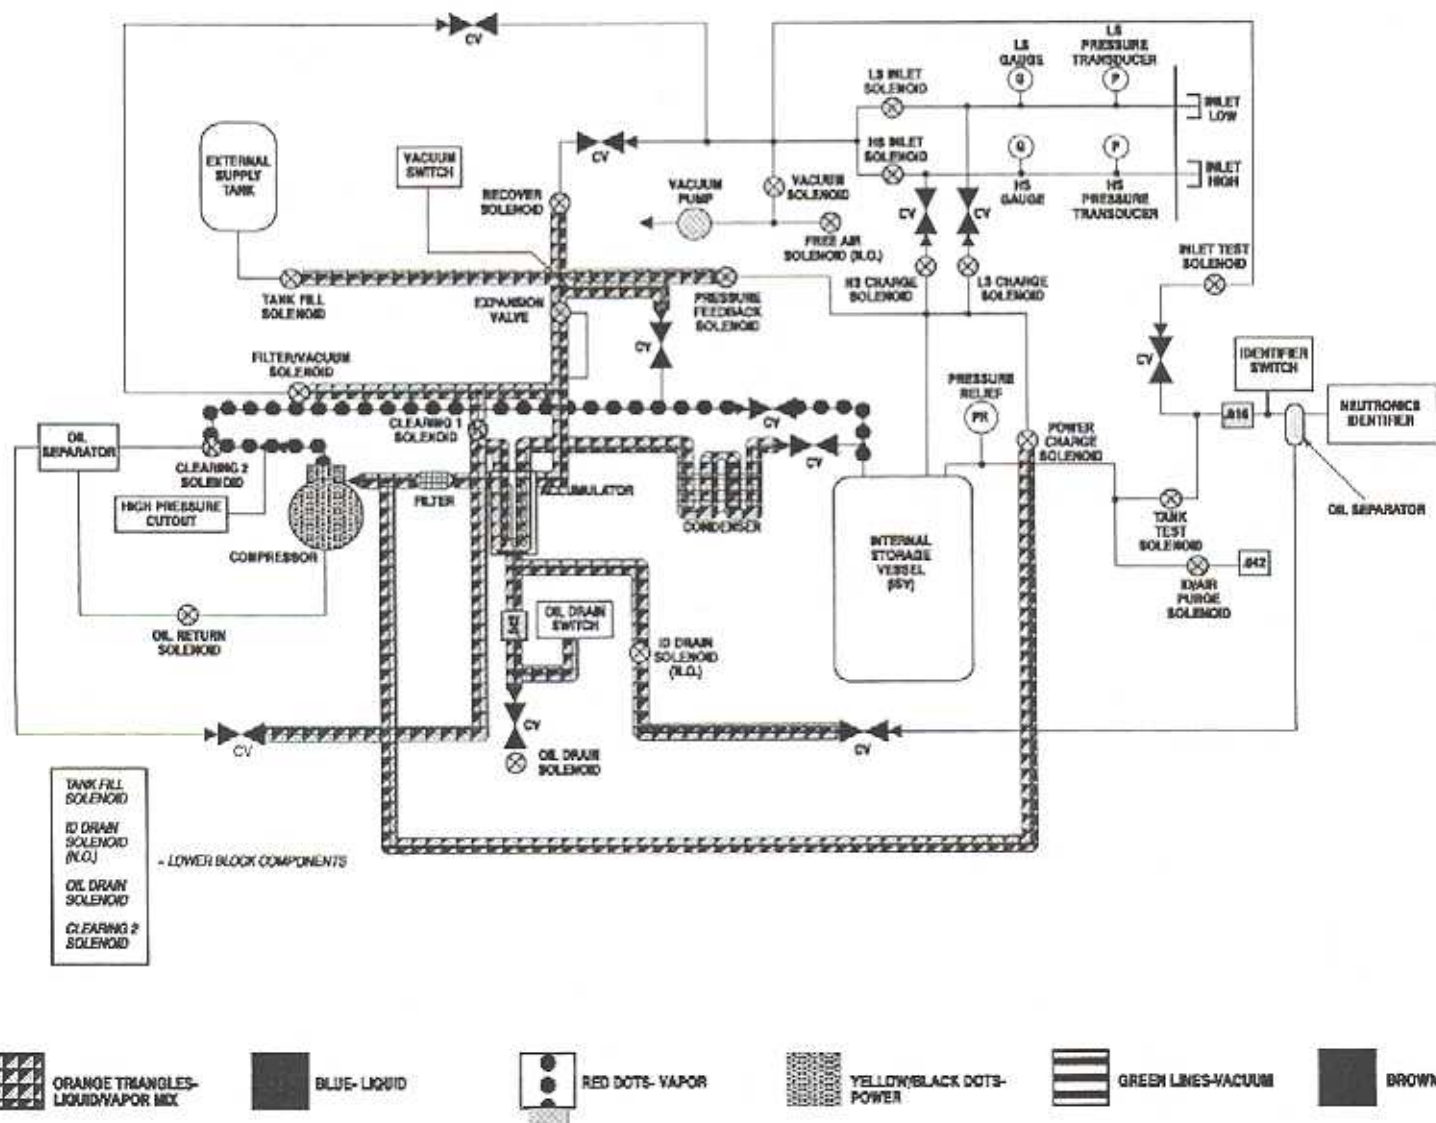 CV
LS
GAUGE
LS
PRESSURE
TRANSDUCER
LS INLET
SOLENOID
G
P
INLET
LOW
EXTERNAL
SUPPLY
TANK
VACUUM
SWITCH
CV
HS INLET
SOLENOID
G
P
INLET
HIGH
RECOVER
SOLENOID
VACUUM
PUMP
VACUUM
SOLENOID
CV
CV
HS
GAUGE
HS
PRESSURE
TRANSDUCER
FREE AIR
SOLENOID (N.O.)
INLET TEST
SOLENOID
TANK FILL
SOLENOID
EXPANSION
VALVE
PRESSURE
FEEDBACK
SOLENOID
HS CHARGE
SOLENOID
LS CHARGE
SOLENOID
CV
CV
IDENTIFIER
SWITCH
FILTER/VACUUM
SOLENOID
PRESSURE
RELIEF
PR
.016
NEUTRONICS
IDENTIFIER
OIL
SEPARATOR
CLEARING 1
SOLENOID
CV
POWER
CHARGE
SOLENOID
CLEARING 2
SOLENOID
CV
HIGH PRESSURE
CUTOUT
FILTER
ACCUMULATOR
CONDENSER
OIL SEPARATOR
COMPRESSOR
INTERNAL
STORAGE
VESSEL
(ISV)
TANK
TEST
SOLENOID
.042
ID/AIR
PURGE
SOLENOID
OIL RETURN
SOLENOID
.042
OIL DRAIN
SWITCH
ID DRAIN
SOLENOID
(N.O.)
CV
CV
CV
OIL DRAIN
SOLENOID
TANK FILL
SOLENOID
ID DRAIN
SOLENOID
(N.O.)
OIL DRAIN
SOLENOID
CLEARING 2
SOLENOID
- LOWER BLOCK COMPONENTS
ORANGE TRIANGLES-
LIQUID/VAPOR MIX
BLUE- LIQUID
RED DOTS- VAPOR
YELLOW/BLACK DOTS-
POWER
GREEN LINES-VACUUM
BROWN